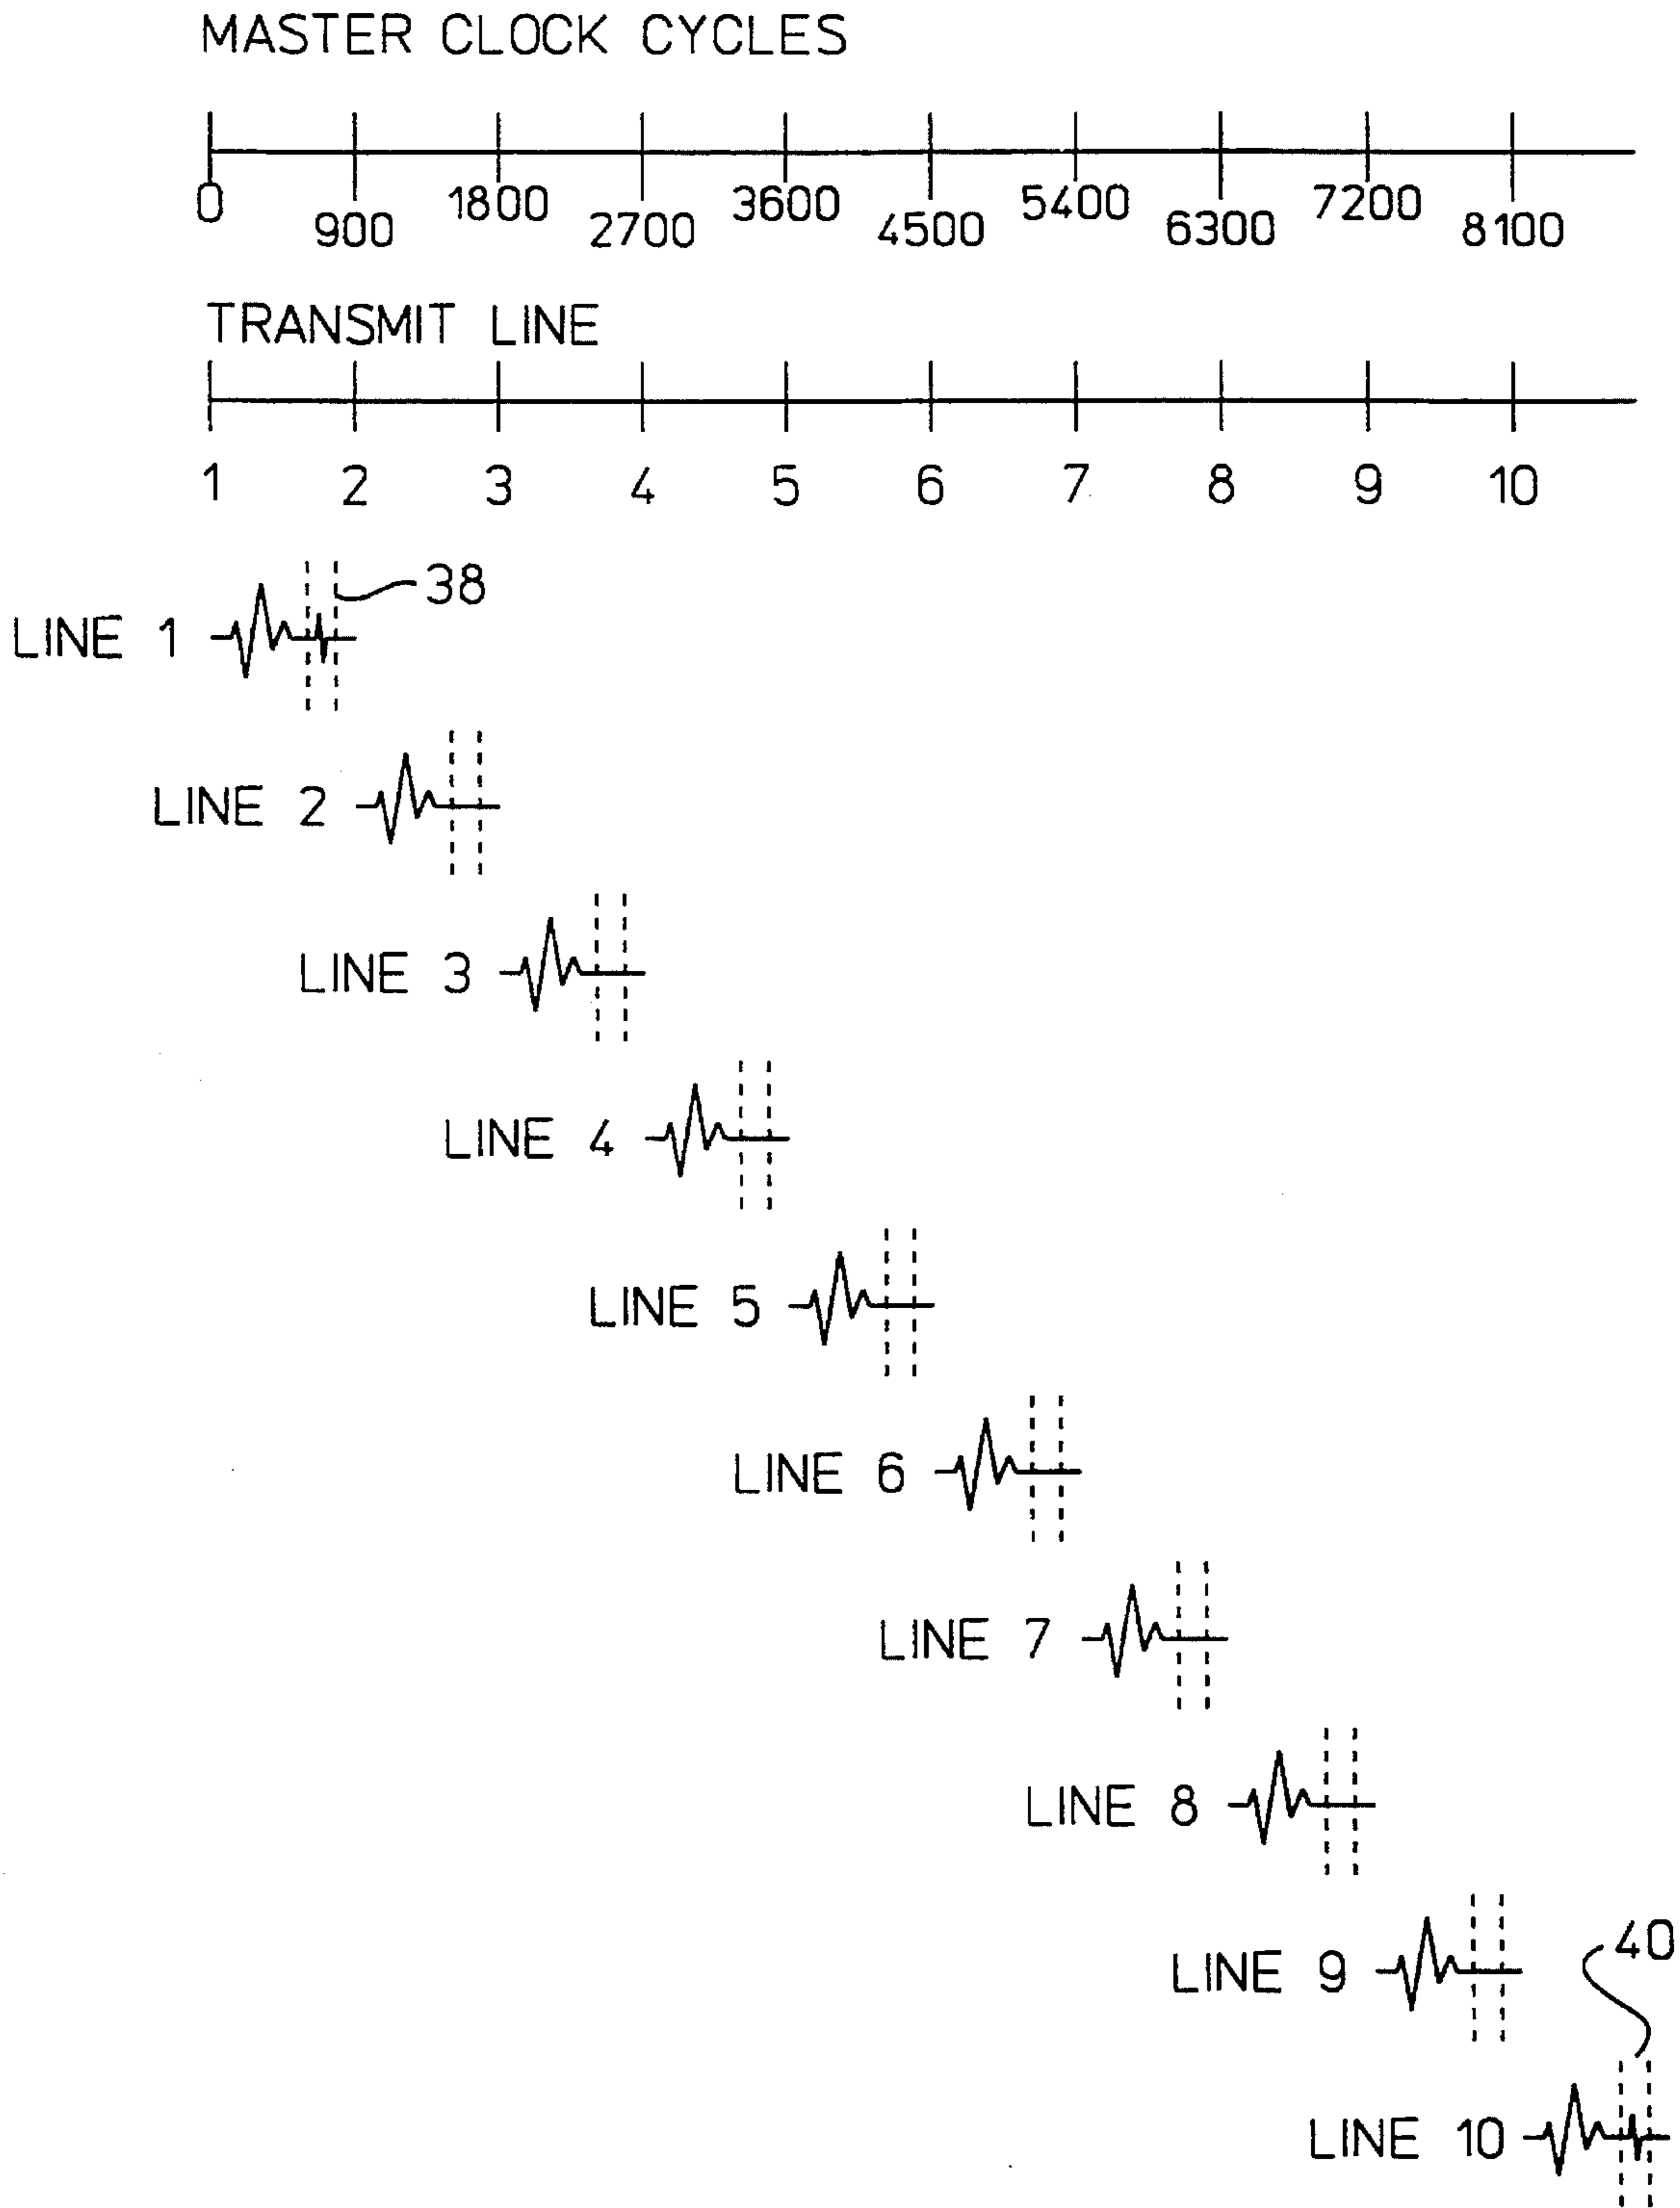 MASTER CLOCK CYCLES
0 900 1800 2700 3600 4500 5400 6300 7200 8100
TRANSMIT LINE
1 2 3 4 5 6 7 8 9 10
38
LINE 1
LINE 2
LINE 3
LINE 4
LINE 5
LINE 6
LINE 7
LINE 8
LINE 9
40
LINE 10